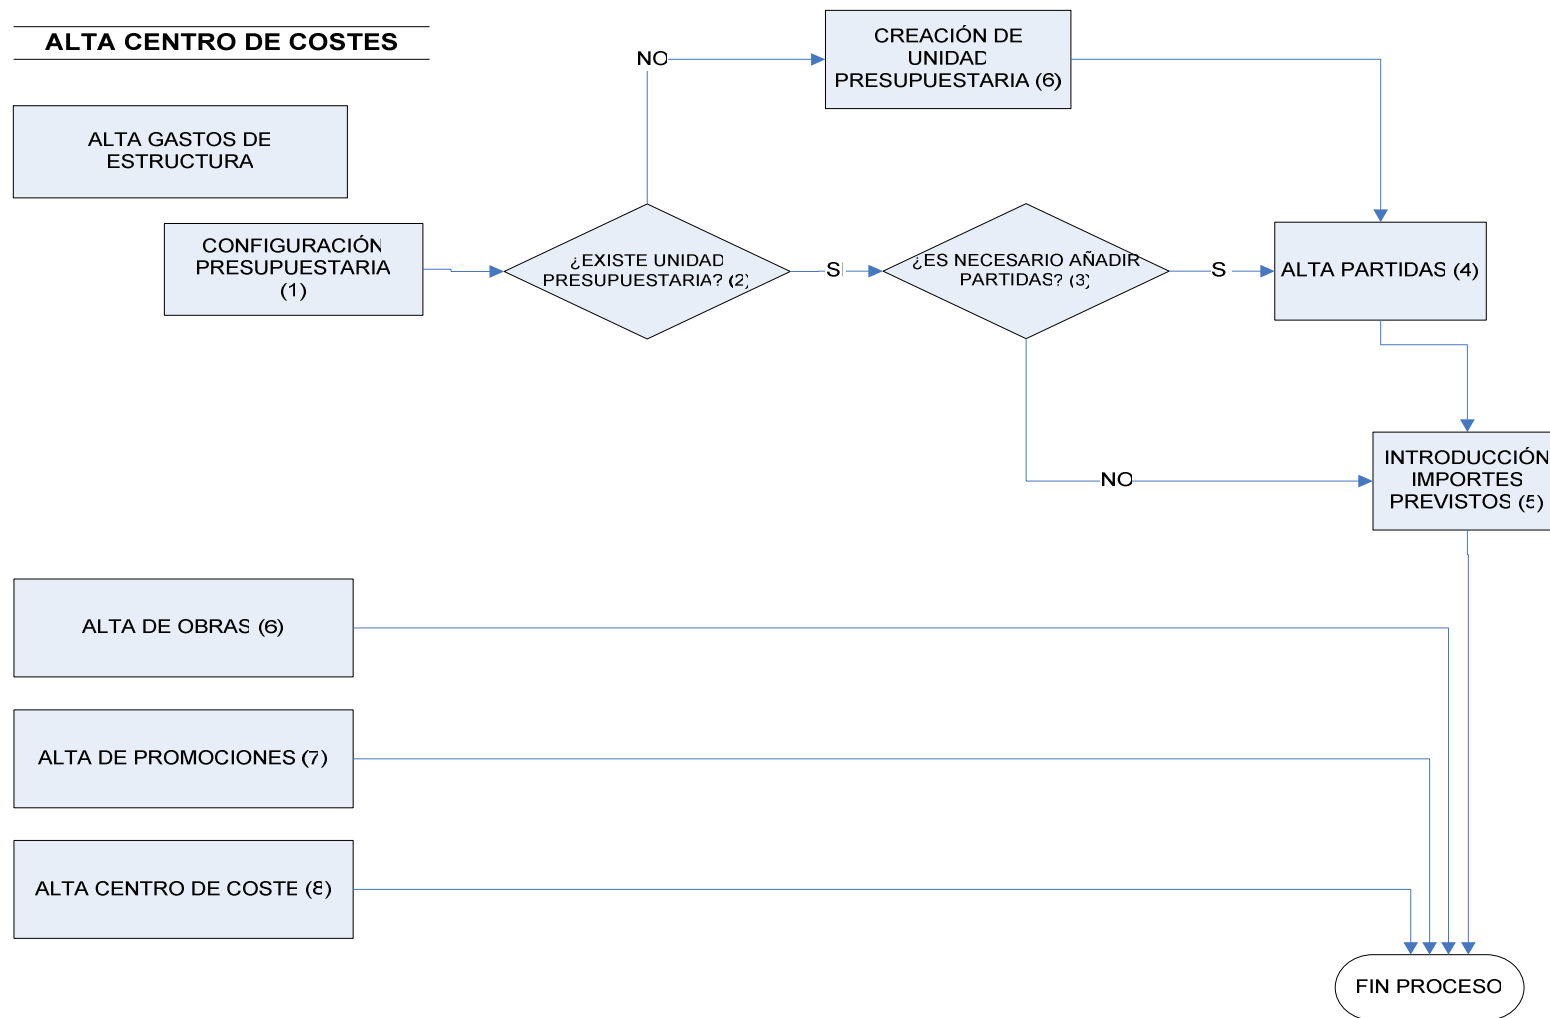 ALTA CENTRO DE COSTES
ALTA GASTOS DE
ESTRUCTURA
CONFIGURACIÓN
PRESUPUESTARIA
(1)
¿EXISTE UNIDAD
PRESUPUESTARIA? (2)
NO
CREACIÓN DE
UNIDAD
PRESUPUESTARIA (6)
SI
¿ES NECESARIO AÑADIR
PARTIDAS? (3)
S
ALTA PARTIDAS (4)
NO
INTRODUCCIÓN
IMPORTES
PREVISTOS (5)
ALTA DE OBRAS (6)
ALTA DE PROMOCIONES (7)
ALTA CENTRO DE COSTE (8)
FIN PROCESO